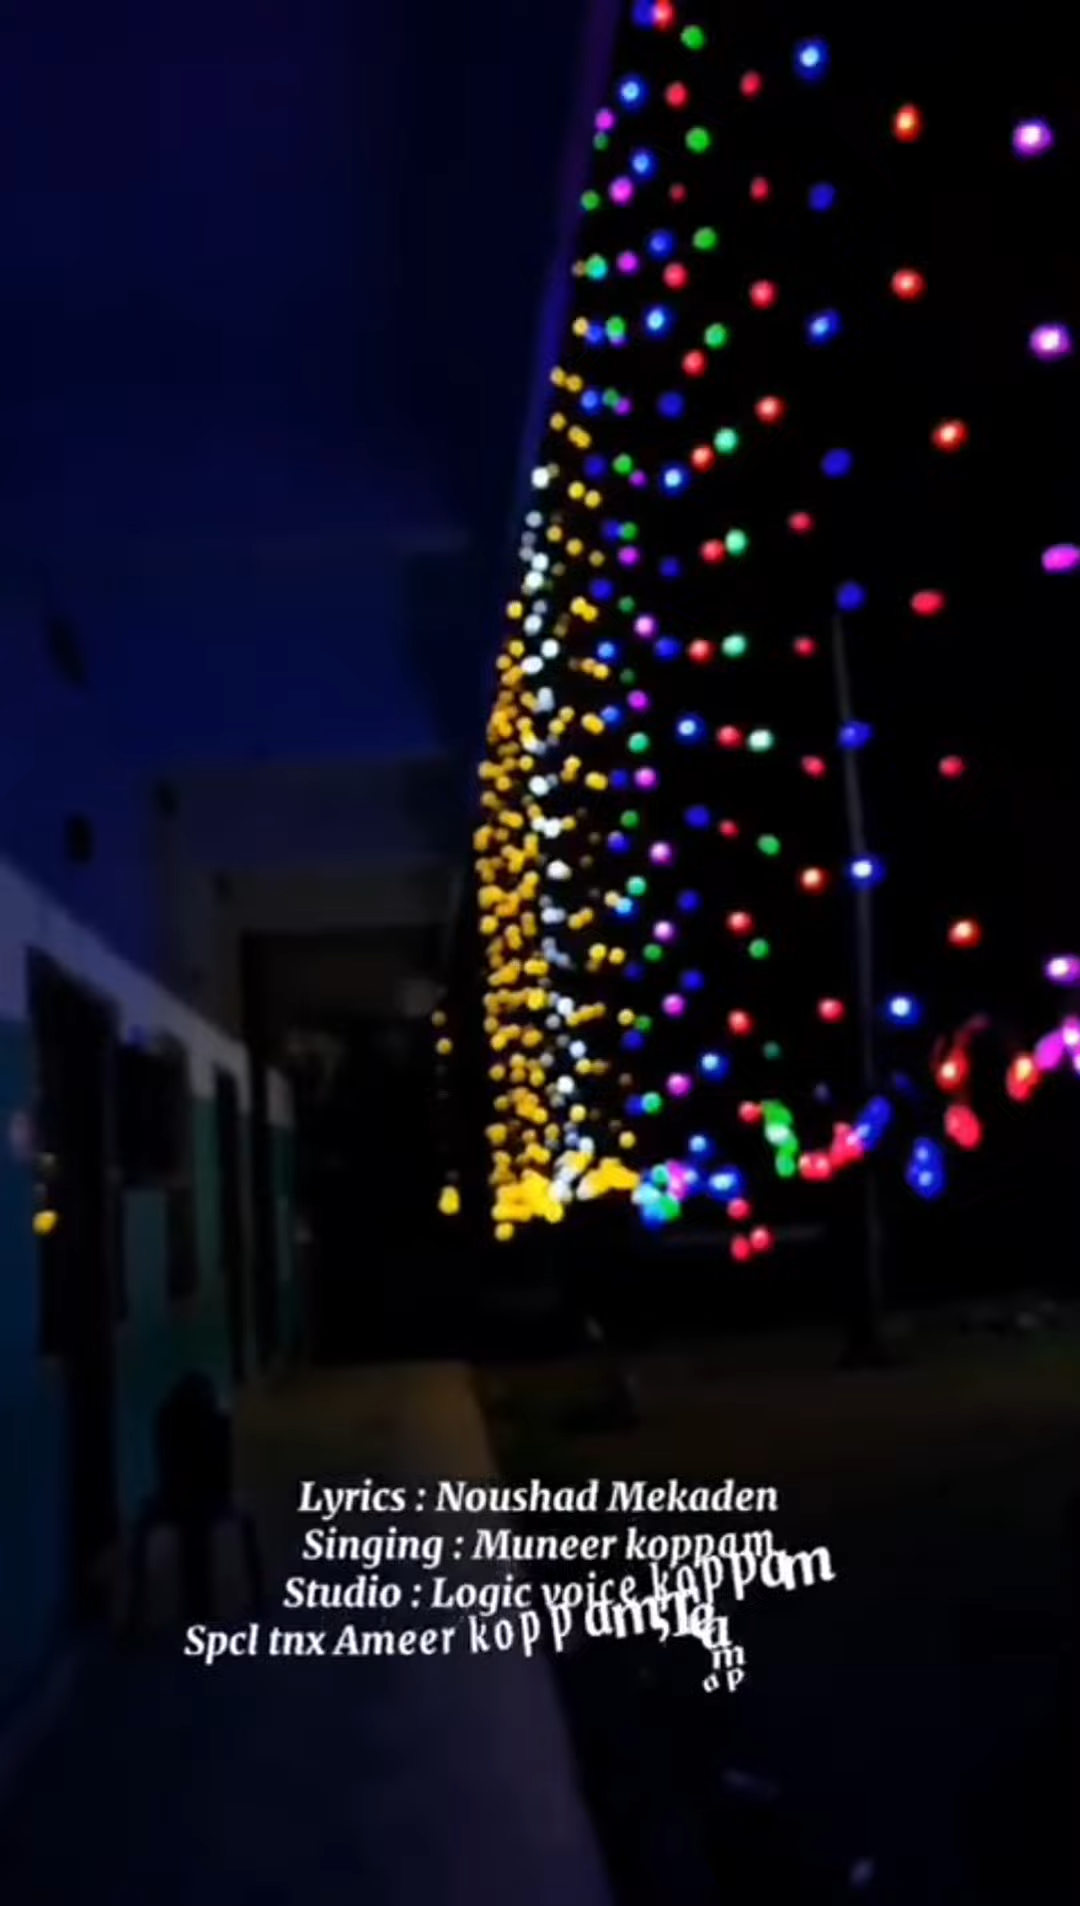 Lyrics : Noushad Mekaden
Singing : Muneer koppam
Studio : Logic voice koppam
Spcl tnx Ameer koppam,